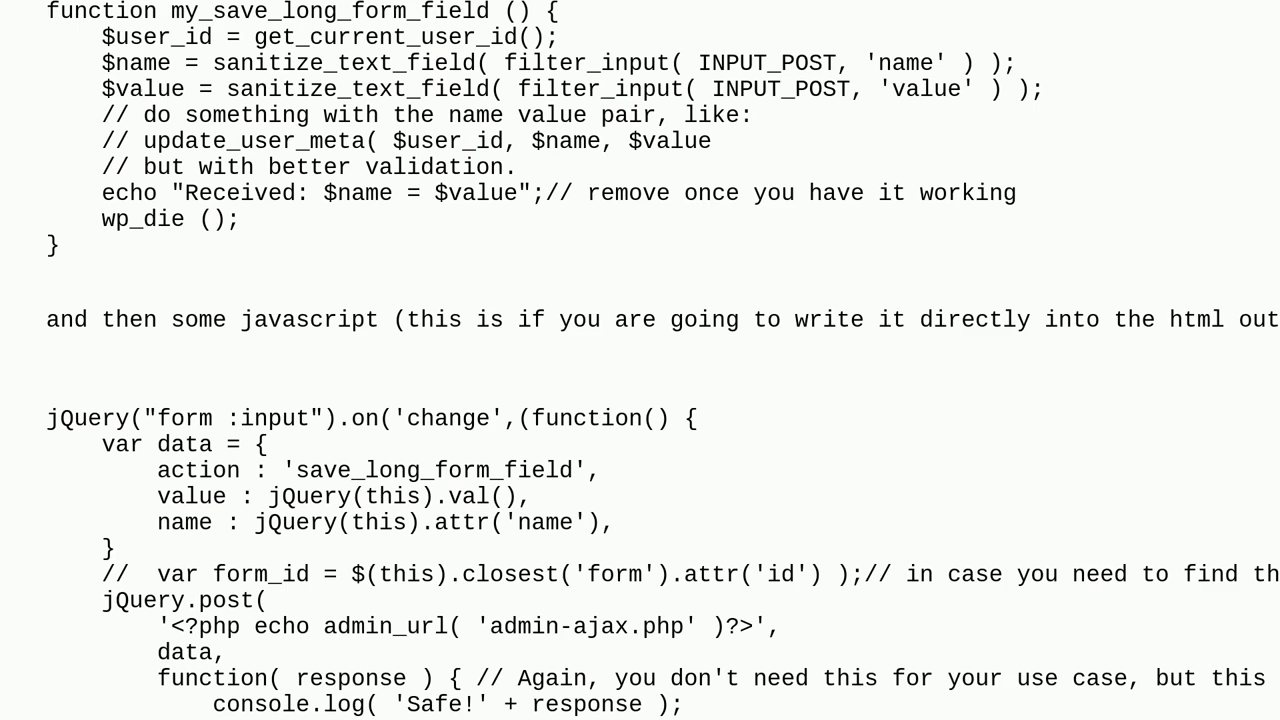 function my_save_long_form_field () {
$user_id = get_current_user_id();
$name = sanitize_text_field( filter_input( INPUT_POST, 'name' ) );
$value = sanitize_text_field( filter_input( INPUT_POST, 'value' ) );
// do something with the name value pair, like:
// update_user_meta( $user_id, $name, $value
// but with better validation.
echo "Received: $name = $value";// remove once you have it working
wp_die ();
}
and then some javascript (this is if you are going to write it directly into the html out
jQuery("form :input").on('change',(function() {
var data = {
action : 'save_long_form_field',
value : jQuery(this).val(),
name : jQuery(this).attr('name'),
}
//  var form_id = $(this).closest('form').attr('id') );// in case you need to find th
jQuery.post(
'<?php echo admin_url( 'admin-ajax.php' )?>',
data,
function( response ) { // Again, you don't need this for your use case, but this
console.log( 'Safe!' + response );